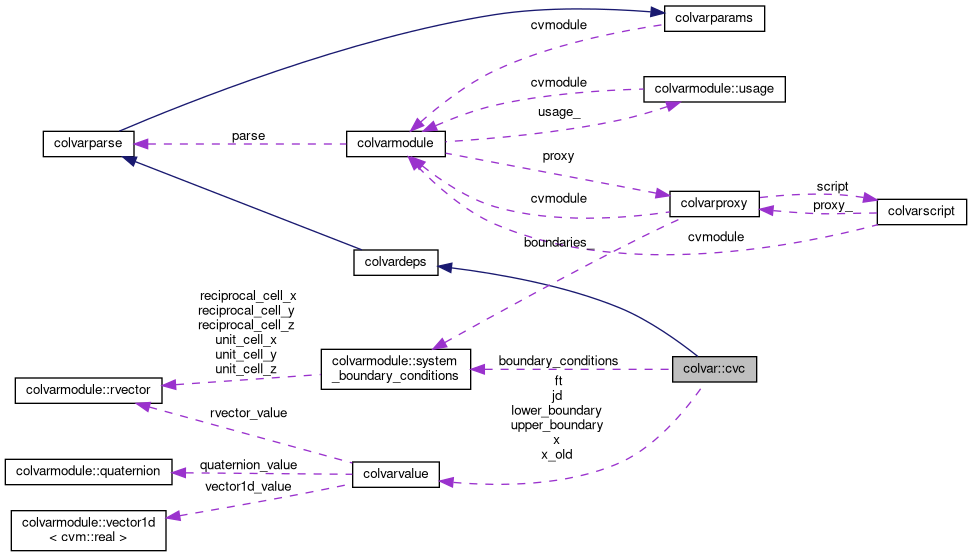 colvarparams
cvmodule
cvmodule
colvarmodule::usage
usage_
colvarparse
parse
colvarmodule
proxy
script
cvmodule
colvarproxy
proxy_
colvarscript
boundaries_
cvmodule
colvardeps
reciprocal_cell_x
reciprocal_cell_y
reciprocal_cell_z
unit_cell_x
unit_cell_y
unit_cell_z
colvarmodule::system
_boundary_conditions
boundary_conditions
colvar::cvc
ft
jd
lower_boundary
upper_boundary
x
x_old
colvarmodule::rvector
rvector_value
colvarmodule::quaternion
quaternion_value
colvarvalue
vector1d_value
colvarmodule::vector1d
< cvm::real >